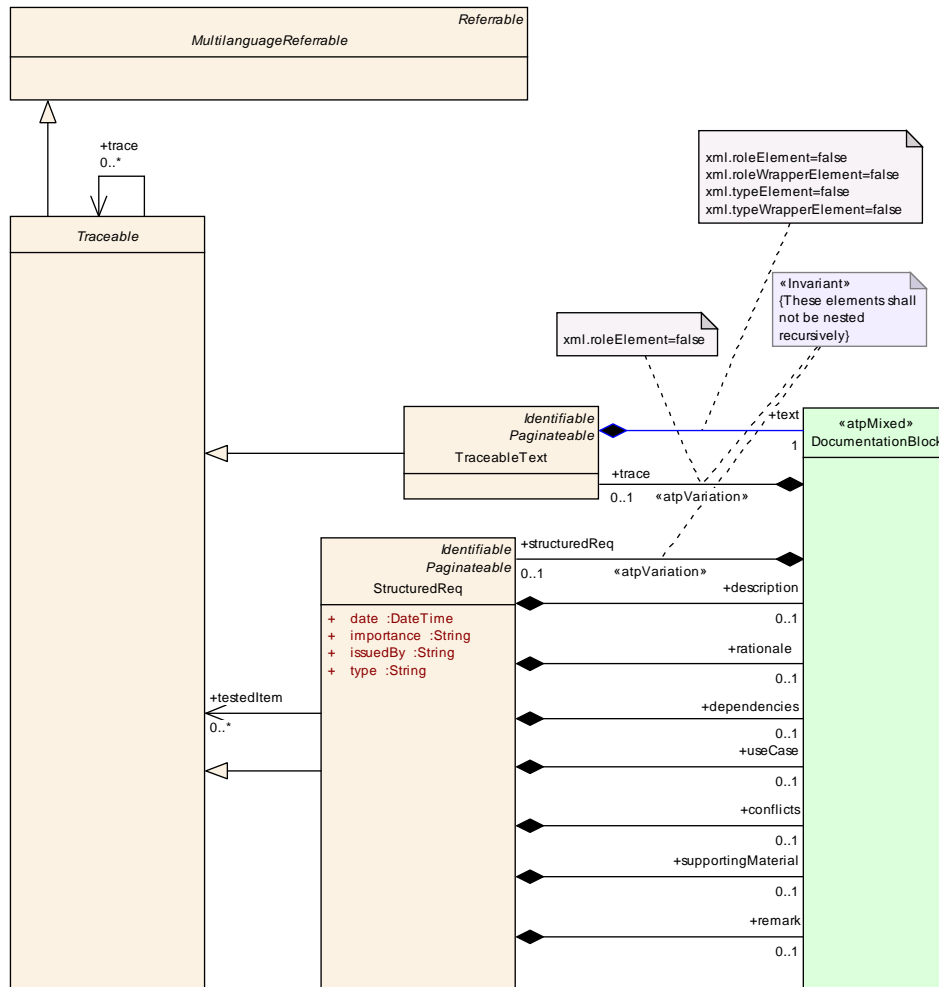 Referrable
MultilanguageReferrable
+trace
0..*
xml.roleElement=false
xml.roleWrapperElement=false
xml.typeElement=false
xml.typeWrapperElement=false
Traceable
«Invariant»
{These elements shall
not be nested
recursively}
xml.roleElement=false
Identifiable
Paginateable
TraceableText
+text
1
«atpMixed»
DocumentationBlock
+trace
0..1
«atpVariation»
Identifiable
Paginateable
StructuredReq
+structuredReq
0..1
«atpVariation»
+ date :DateTime
+ importance :String
+ issuedBy :String
+ type :String
+description
0..1
+rationale
0..1
+testedItem
0..*
+dependencies
0..1
+useCase
0..1
+conflicts
0..1
+supportingMaterial
0..1
+remark
0..1